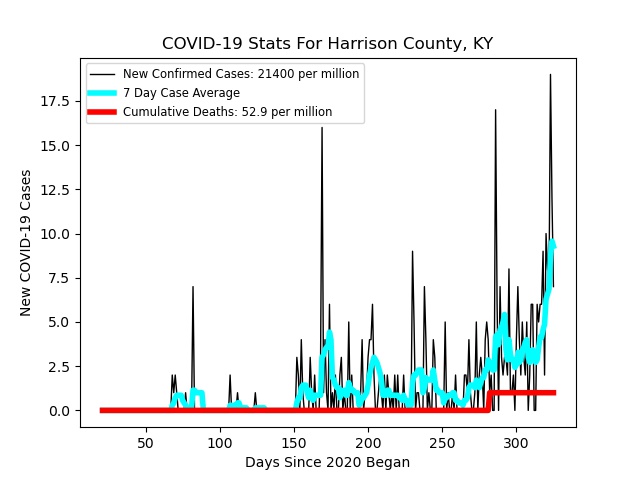 COVID-19 Stats For Harrison County, KY
New Confirmed Cases: 21400 per million
7 Day Case Average
Cumulative Deaths: 52.9 per million
New COVID-19 Cases
17.5
15.0
12.5
10.0
7.5
5.0
2.5
0.0
50 100 150 200 250 300
Days Since 2020 Began